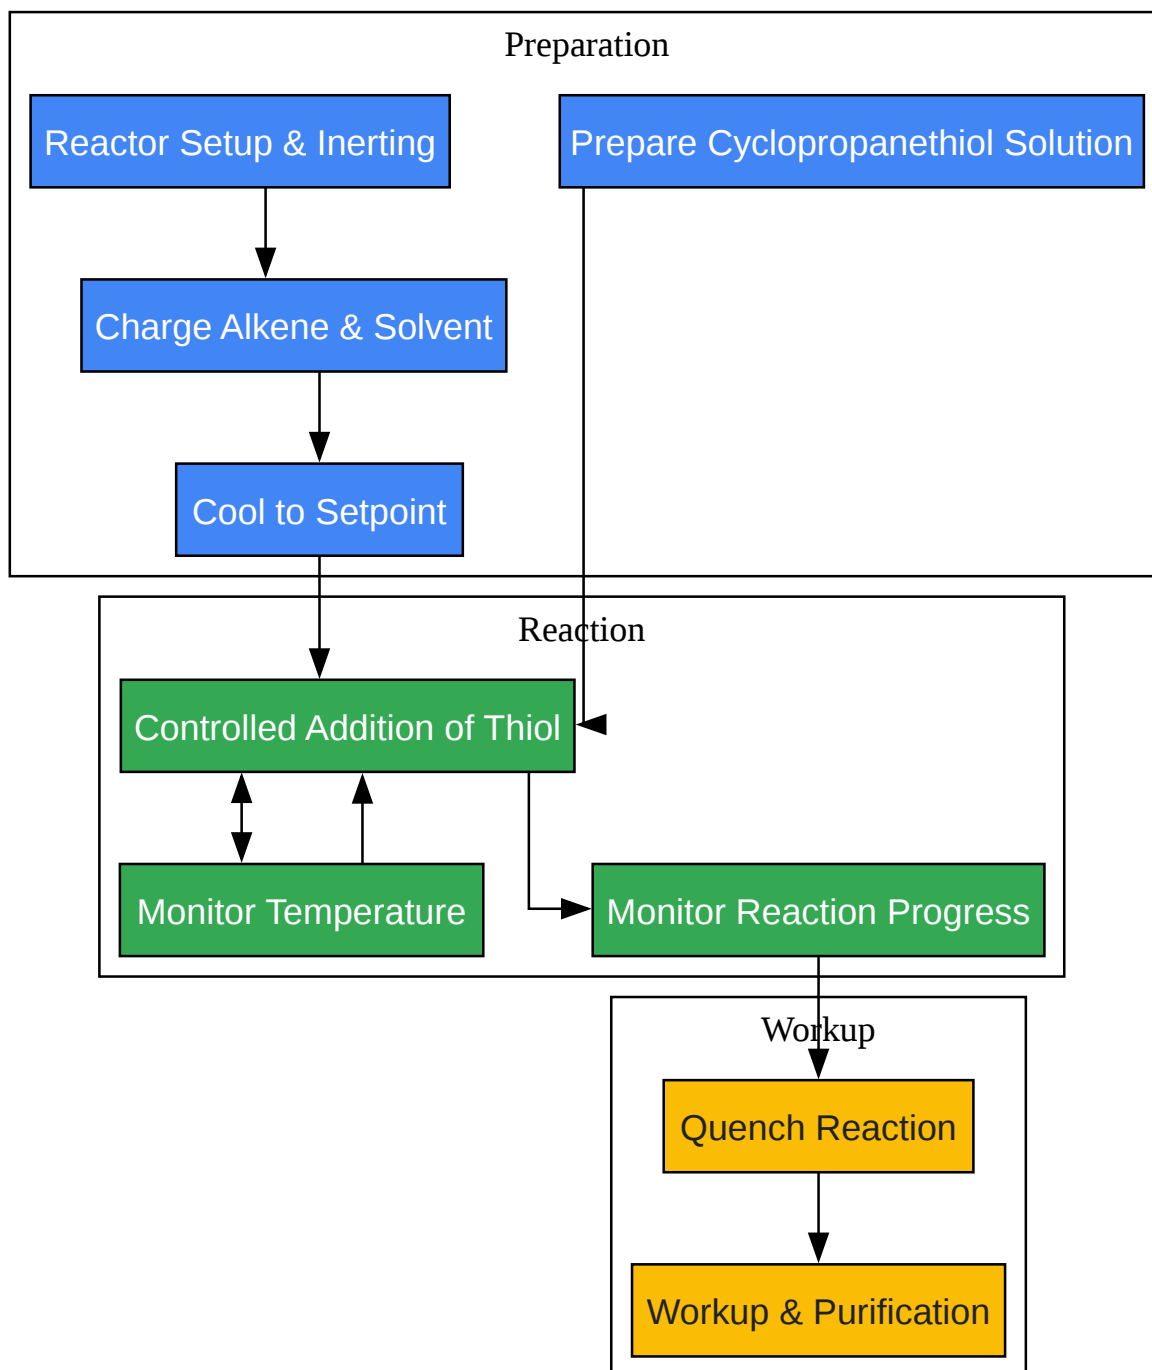 Preparation
Reactor Setup & Inerting
Prepare Cyclopropanethiol Solution
Charge Alkene & Solvent
Cool to Setpoint
Reaction
Controlled Addition of Thiol
Monitor Temperature
Monitor Reaction Progress
Workup
Quench Reaction
Workup & Purification